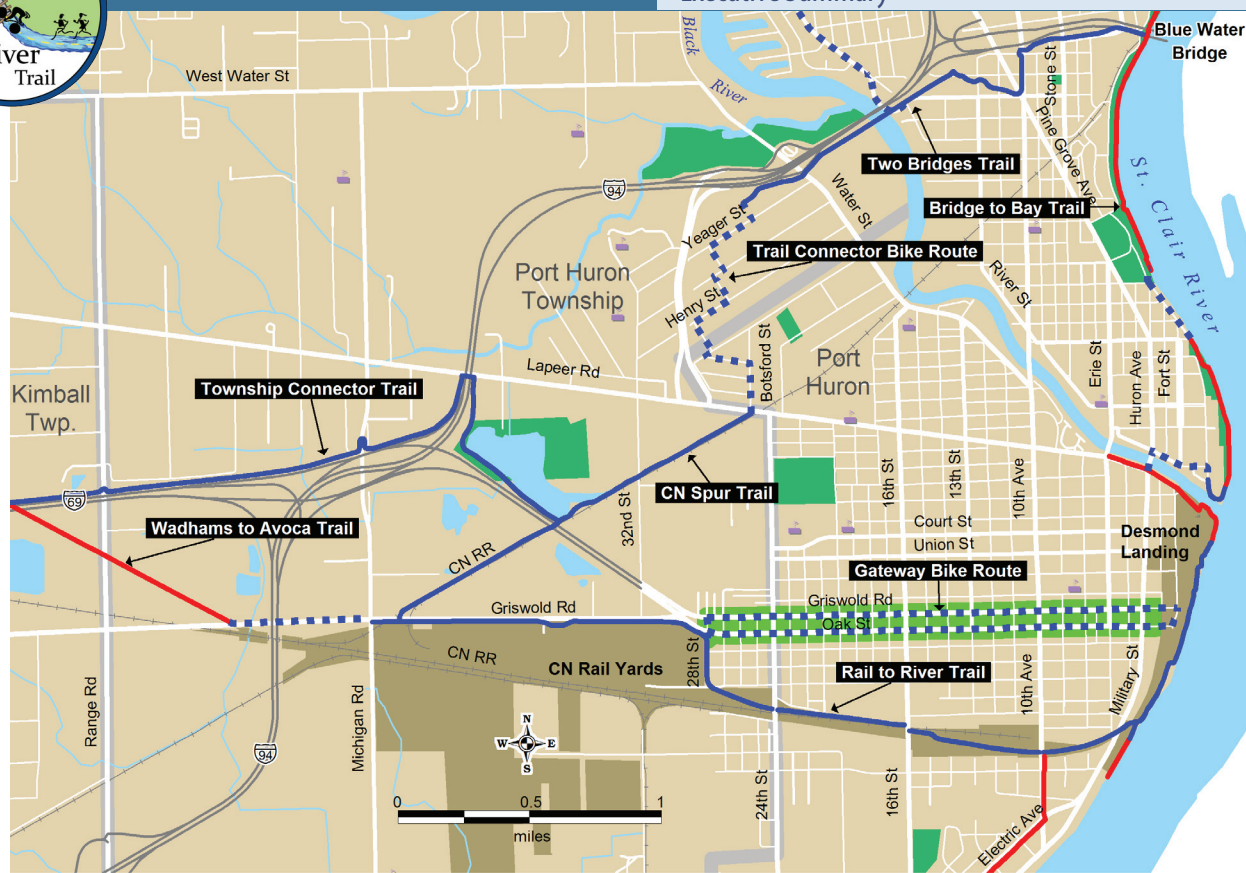 Executive Summary
Trail
Blue Water
Bridge
Black
River
West Water St
Stone St
Pine Grove Ave
Two Bridges Trail
94
Bridge to Bay Trail
St. Clair River
Water St
Yeager St
Trail Connector Bike Route
Port Huron
Township
Henry St
River St
Lapeer Rd
Botsford St
Port
Huron
Erie St
Huron Ave
Fort St
Kimball
Twp.
Township Connector Trail
69
CN Spur Trail
16th St
13th St
10th Ave
32nd St
Wadhams to Avoca Trail
Court St
Union St
Desmond
Landing
CN RR
Gateway Bike Route
Griswold Rd
Griswold Rd
Oak St
CN RR
CN Rail Yards
28th St
Rail to River Trail
10th Ave
Military St
Range Rd
Michigan Rd
94
N
W E
S
24th St
16th St
0 0.5 1
miles
Electric Ave